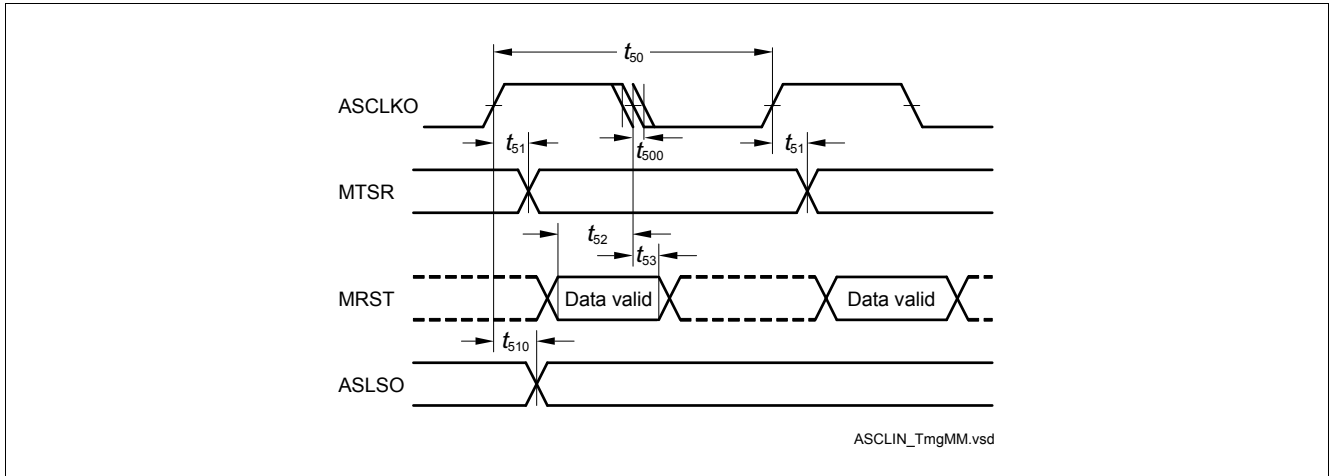 t50
ASCLKO
t51 t500 t51
MTSR
t52
t53
MRST Data valid Data valid
t510
ASLSO
ASCLIN_TmgMM.vsd